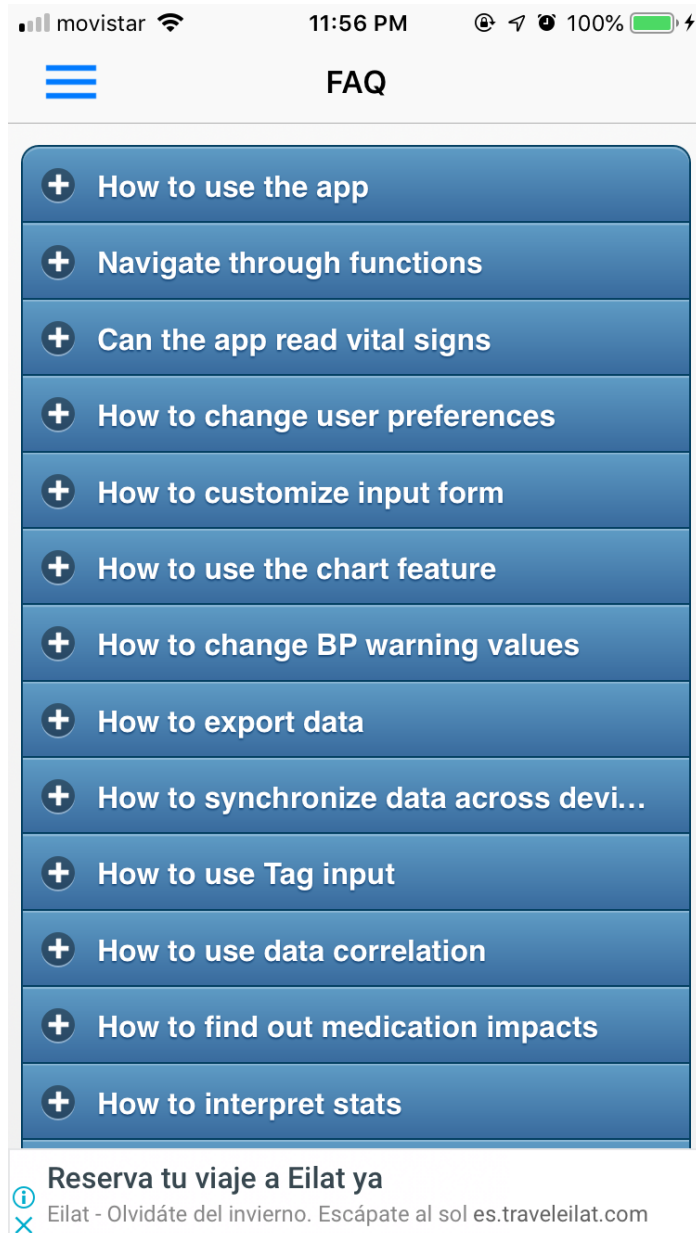 movistar 11:56 PM 100%
FAQ
How to use the app
Navigate through functions
Can the app read vital signs
How to change user preferences
How to customize input form
How to use the chart feature
How to change BP warning values
How to export data
How to synchronize data across devi...
How to use Tag input
How to use data correlation
How to find out medication impacts
How to interpret stats
Reserva tu viaje a Eilat ya
Eilat - Olvidáte del invierno. Escápate al sol es.traveleilat.com